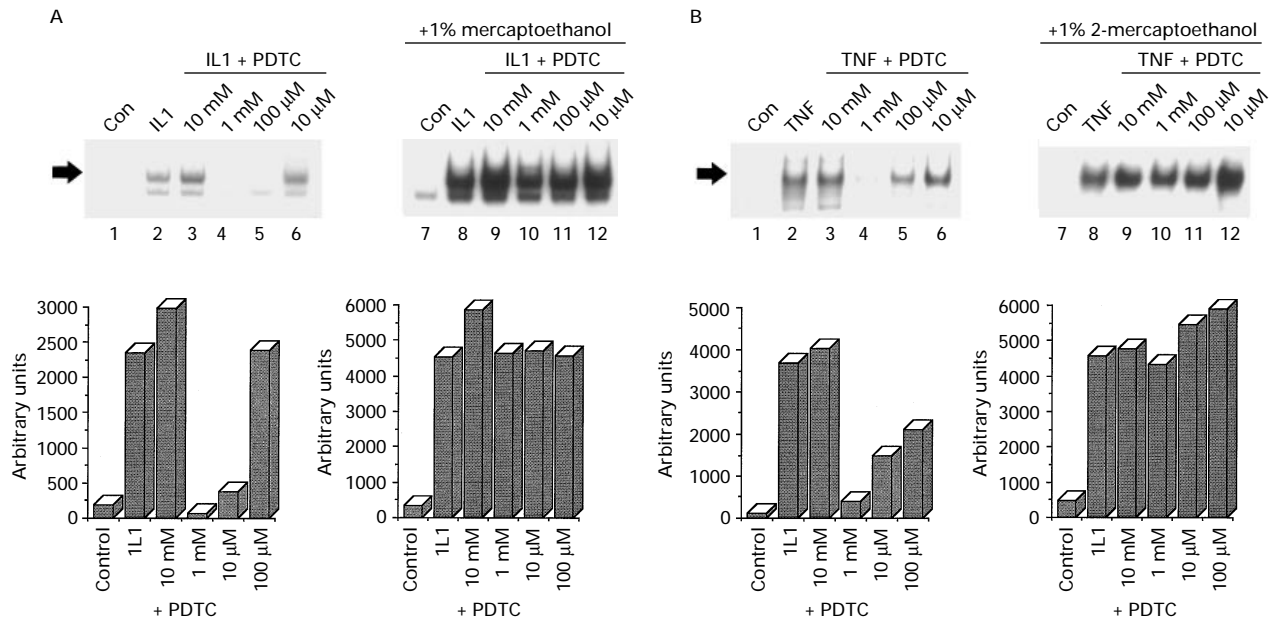 A
+1% mercaptoethanol
IL1 + PDTC
IL1 + PDTC
Con IL1 10 mM 1 mM 100 µM 10 µM
Con IL1 10 mM 1 mM 100 µM 10 µM
1 2 3 4 5 6
7 8 9 10 11 12
B
+1% 2-mercaptoethanol
TNF + PDTC
TNF + PDTC
Con TNF 10 mM 1 mM 100 µM 10 µM
Con TNF 10 mM 1 mM 100 µM 10 µM
1 2 3 4 5 6
7 8 9 10 11 12
Arbitrary units
3000
2500
2000
1500
1000
500
0
Control 1L1 10 mM 1 mM 10 µM 100 µM
+ PDTC
Arbitrary units
6000
5000
4000
3000
2000
1000
0
Control 1L1 10 mM 1 mM 10 µM 100 µM
+ PDTC
Arbitrary units
5000
4000
3000
2000
1000
0
Control 1L1 10 mM 1 mM 10 µM 100 µM
+ PDTC
Arbitrary units
6000
5000
4000
3000
2000
1000
0
Control 1L1 10 mM 1 mM 10 µM 100 µM
+ PDTC